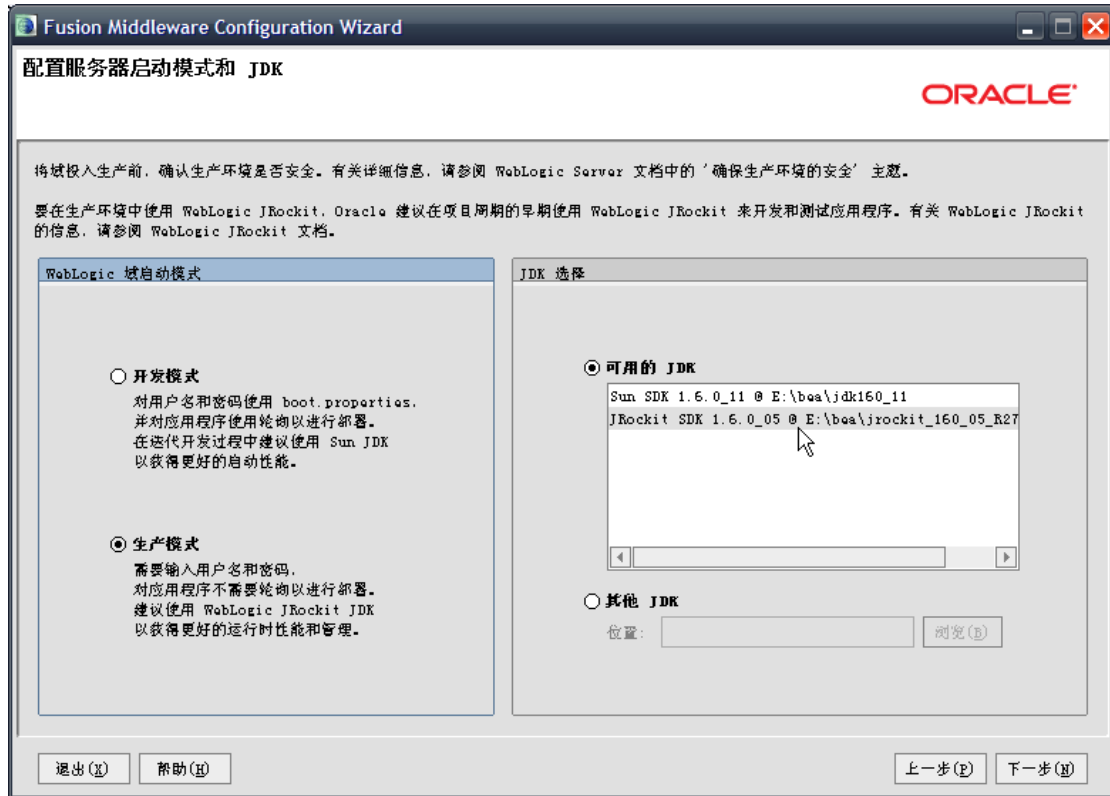 Fusion Middleware Configuration Wizard
配置服务器启动模式和 JDK
ORACLE
将域投入生产前，确认生产环境是否安全。有关详细信息，请参阅 WebLogic Server 文档中的 '确保生产环境的安全' 主题。
要在生产环境中使用 WebLogic JRockit，Oracle 建议在项目周期的早期使用 WebLogic JRockit 来开发和测试应用程序。有关 WebLogic JRockit
的信息，请参阅 WebLogic JRockit 文档。
WebLogic 域启动模式
开发模式
对用户名和密码使用 boot.properties，
并对应用程序使用轮询以进行部署。
在迭代开发过程中建议使用 Sun JDK
以获得更好的启动性能。
生产模式
需要输入用户名和密码，
对应用程序不需要轮询以进行部署。
建议使用 WebLogic JRockit JDK
以获得更好的运行时性能和管理。
JDK 选择
可用的 JDK
Sun SDK 1.6.0_11 @ E:\bea\jdk160_11
JRockit SDK 1.6.0_05 @ E:\bea\jrockit_160_05_R27
其他 JDK
位置:
浏览(B)
退出(X)
帮助(H)
上一步(P)
下一步(N)